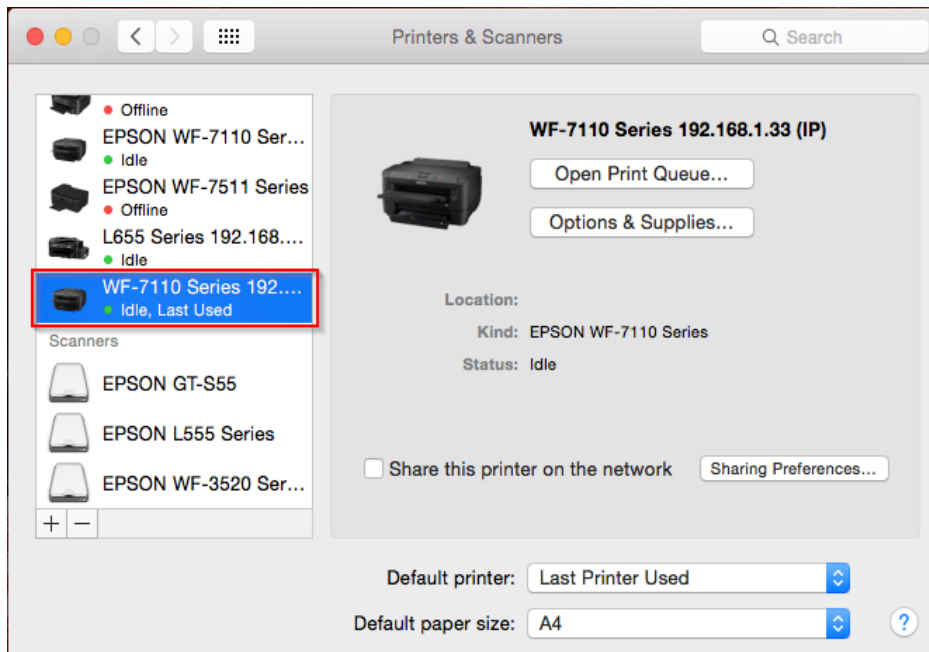 Printers & Scanners
Search
Offline
EPSON WF-7110 Ser...
Idle
EPSON WF-7511 Series
Offline
L655 Series 192.168....
Idle
WF-7110 Series 192....
Idle, Last Used
Scanners
EPSON GT-S55
EPSON L555 Series
EPSON WF-3520 Ser...
+ −
WF-7110 Series 192.168.1.33 (IP)
Open Print Queue...
Options & Supplies...
Location:
Kind: EPSON WF-7110 Series
Status: Idle
Share this printer on the network Sharing Preferences...
Default printer: Last Printer Used
Default paper size: A4
?